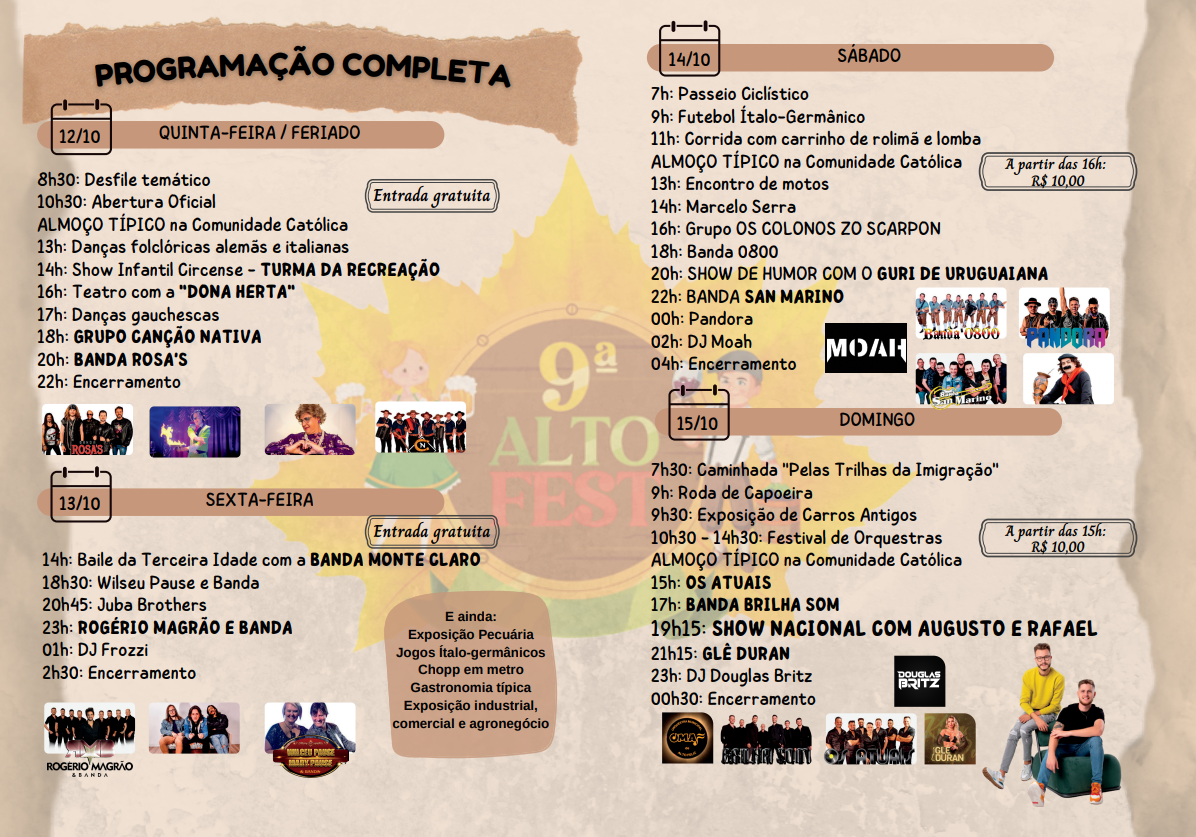 PROGRAMAÇÃO COMPLETA
12/10
QUINTA-FEIRA / FERIADO
8h30: Desfile temático
10h30: Abertura Oficial
Entrada gratuita
ALMOÇO TÍPICO na Comunidade Católica
13h: Danças folclóricas alemãs e italianas
14h: Show Infantil Circense - TURMA DA RECREAÇÃO
16h: Teatro com a "DONA HERTA"
17h: Danças gauchescas
18h: GRUPO CANÇÃO NATIVA
20h: BANDA ROSA'S
22h: Encerramento
ROSA'S
13/10
SEXTA-FEIRA
Entrada gratuita
14h: Baile da Terceira Idade com a BANDA MONTE CLARO
18h30: Wilseu Pause e Banda
20h45: Juba Brothers
23h: ROGÉRIO MAGRÃO E BANDA
01h: DJ Frozzi
2h30: Encerramento
E ainda:
Exposição Pecuária
Jogos Ítalo-germânicos
Chopp em metro
Gastronomia típica
Exposição industrial,
comercial e agronegócio
ROGÉRIO MAGRÃO
& BANDA
WILCEU PAUSE
MARY PAUSE
& BANDA
9ª
ALTO
FEST
14/10
SÁBADO
7h: Passeio Ciclístico
9h: Futebol Ítalo-Germânico
11h: Corrida com carrinho de rolimã e lomba
ALMOÇO TÍPICO na Comunidade Católica
A partir das 16h:
R$ 10,00
13h: Encontro de motos
14h: Marcelo Serra
16h: Grupo OS COLONOS ZO SCARPON
18h: Banda 0800
20h: SHOW DE HUMOR COM O GURI DE URUGUAIANA
22h: BANDA SAN MARINO
00h: Pandora
02h: DJ Moah
04h: Encerramento
MOAH
Banda 0800
PANDORA
Banda
San Marino
15/10
DOMINGO
7h30: Caminhada "Pelas Trilhas da Imigração"
9h: Roda de Capoeira
9h30: Exposição de Carros Antigos
10h30 - 14h30: Festival de Orquestras
ALMOÇO TÍPICO na Comunidade Católica
A partir das 15h:
R$ 10,00
15h: OS ATUAIS
17h: BANDA BRILHA SOM
19h15: SHOW NACIONAL COM AUGUSTO E RAFAEL
21h15: GLÊ DURAN
23h: DJ Douglas Britz
00h30: Encerramento
DOUGLAS
BRITZ
OMAF
BRILHA SOM
OS ATUAIS
GLÊ
DURAN